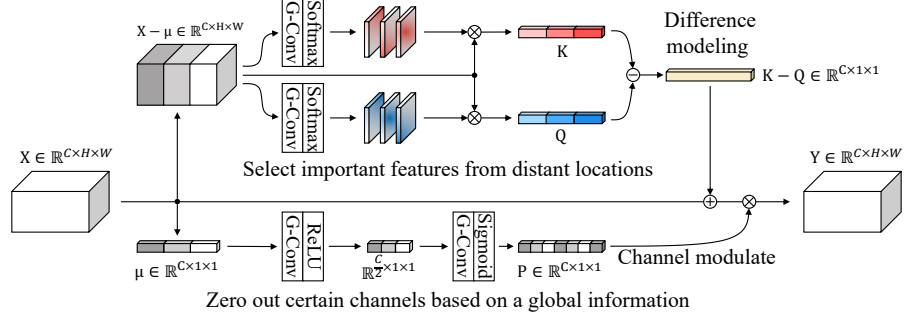 X − μ ∈ ℝ^{C×H×W}
G-Conv
Softmax
K
Difference
modeling
K − Q ∈ ℝ^{C×1×1}
G-Conv
Softmax
Q
Select important features from distant locations
X ∈ ℝ^{C×H×W}
Y ∈ ℝ^{C×H×W}
μ ∈ ℝ^{C×1×1}
G-Conv
ReLU
ℝ^{C/2×1×1}
G-Conv
Sigmoid
P ∈ ℝ^{C×1×1}
Channel modulate
Zero out certain channels based on a global information